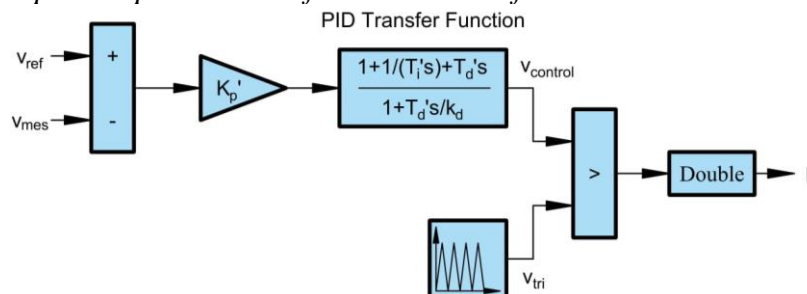 PID Transfer Function
v_ref
+
K_p'
1+1/(T_i's)+T_d's
1+T_d's/k_d
v_control
v_mes
-
>
Double
v_tri